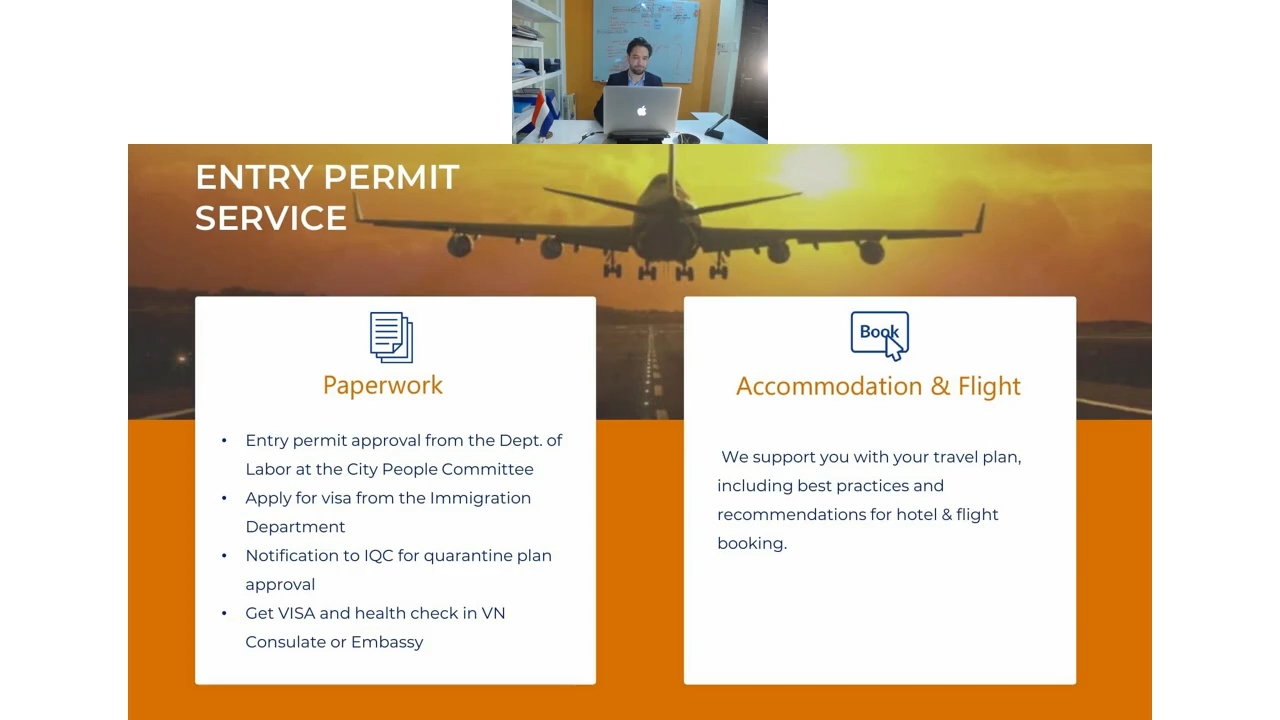 ENTRY PERMIT
SERVICE
Paperwork
• Entry permit approval from the Dept. of
Labor at the City People Committee
• Apply for visa from the Immigration
Department
• Notification to IQC for quarantine plan
approval
• Get VISA and health check in VN
Consulate or Embassy
Book
Accommodation & Flight
We support you with your travel plan,
including best practices and
recommendations for hotel & flight
booking.